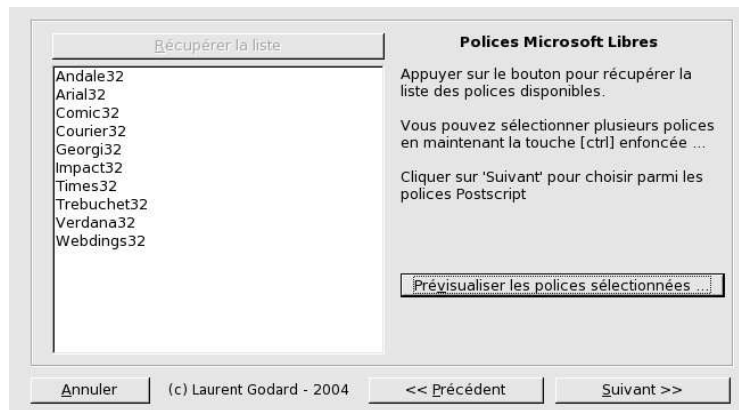 Récupérer la liste
Andale32
Arial32
Comic32
Courier32
Georgi32
Impact32
Times32
Trebuchet32
Verdana32
Webdings32
Polices Microsoft Libres
Appuyer sur le bouton pour récupérer la
liste des polices disponibles.
Vous pouvez sélectionner plusieurs polices
en maintenant la touche [ctrl] enfoncée ...
Cliquer sur 'Suivant' pour choisir parmi les
polices Postscript
Prévisualiser les polices sélectionnées ...
Annuler
(c) Laurent Godard - 2004
<< Précédent
Suivant >>